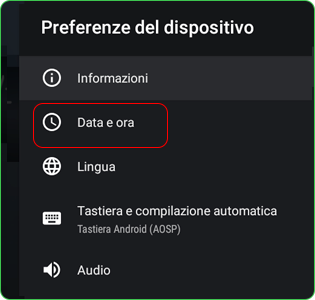 Preferenze del dispositivo
Informazioni
Data e ora
Lingua
Tastiera e compilazione automatica
Tastiera Android (AOSP)
Audio